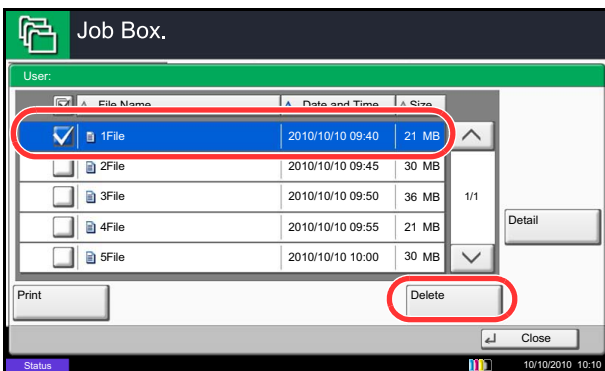 Job Box.
User:
File Name Date and Time Size
1File 2010/10/10 09:40 21 MB
2File 2010/10/10 09:45 30 MB
3File 2010/10/10 09:50 36 MB 1/1
4File 2010/10/10 09:55 21 MB
Detail
5File 2010/10/10 10:00 30 MB
Print Delete
Close
Status 10/10/2010 10:10